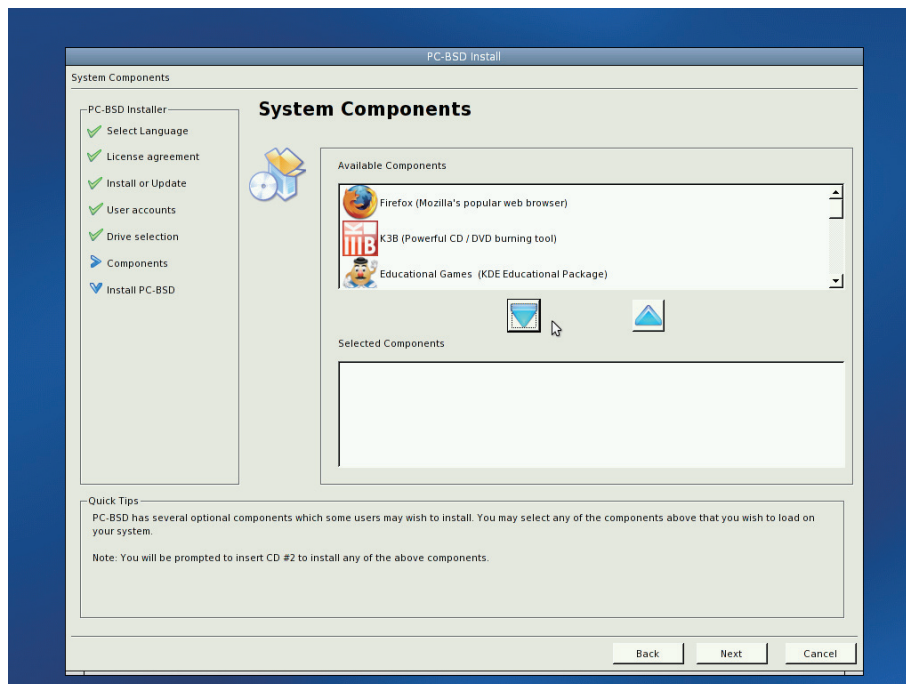 PC-BSD Install
System Components
PC-BSD Installer
Select Language
License agreement
Install or Update
User accounts
Drive selection
Components
Install PC-BSD
System Components
Available Components
Firefox (Mozilla's popular web browser)
K3B (Powerful CD / DVD burning tool)
Educational Games (KDE Educational Package)
Selected Components
Quick Tips
PC-BSD has several optional components which some users may wish to install. You may select any of the components above that you wish to load on
your system.
Note: You will be prompted to insert CD #2 to install any of the above components.
Back
Next
Cancel